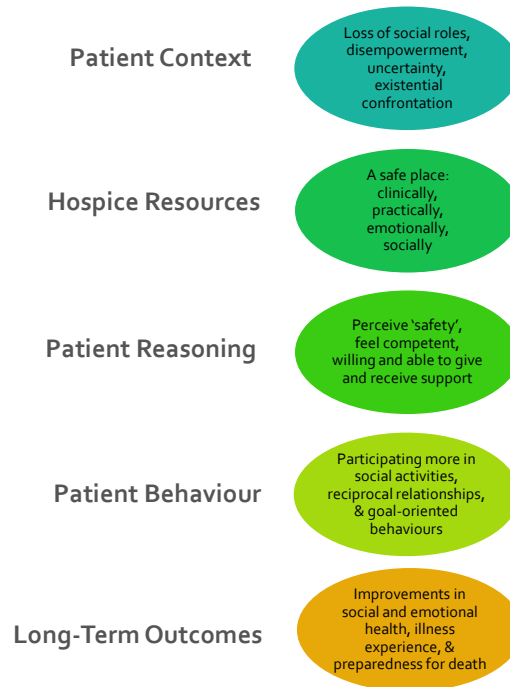 Patient Context
Loss of social roles,
disempowerment,
uncertainty,
existential
confrontation
Hospice Resources
A safe place:
clinically,
practically,
emotionally,
socially
Patient Reasoning
Perceive ‘safety’,
feel competent,
willing and able to give
and receive support
Patient Behaviour
Participating more in
social activities,
reciprocal relationships,
& goal-oriented
behaviours
Long-Term Outcomes
Improvements in
social and emotional
health, illness
experience, &
preparedness for death